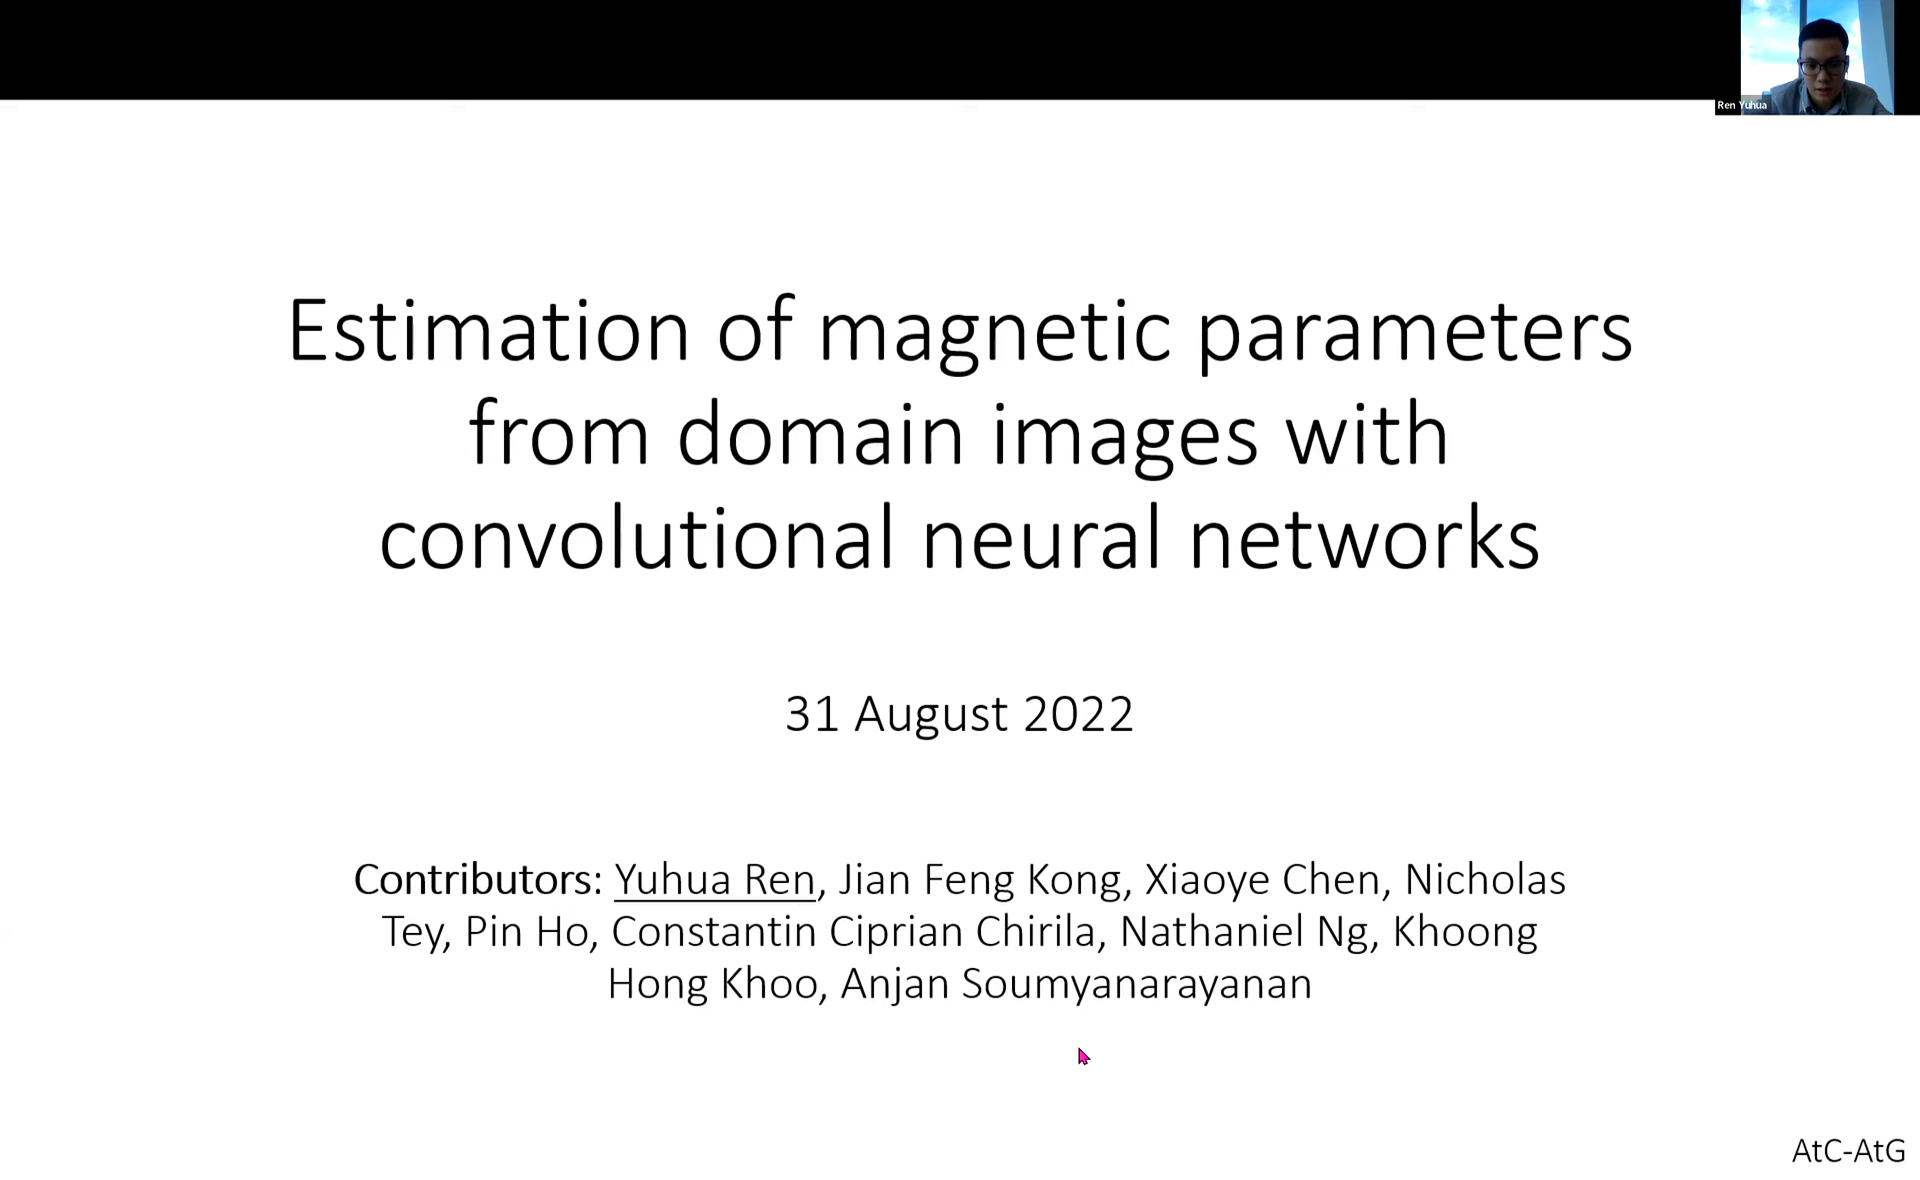 Ren Yuhua
Estimation of magnetic parameters
from domain images with
convolutional neural networks
31 August 2022
Contributors: Yuhua Ren, Jian Feng Kong, Xiaoye Chen, Nicholas
Tey, Pin Ho, Constantin Ciprian Chirila, Nathaniel Ng, Khoong
Hong Khoo, Anjan Soumyanarayanan
AtC-AtG